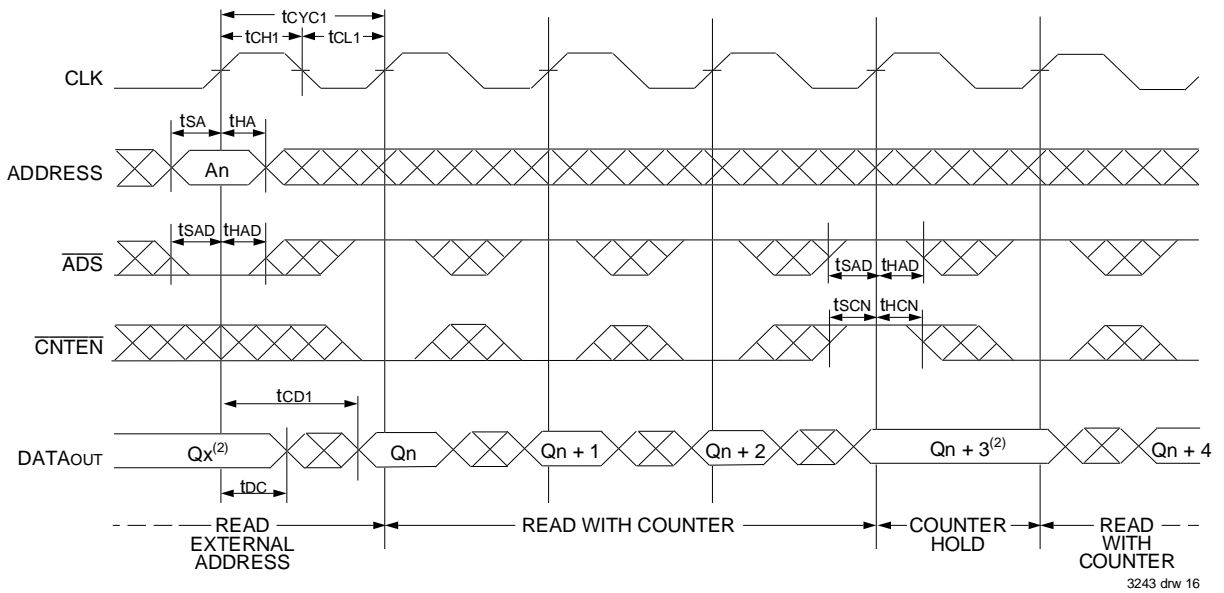 tCYC1
tCH1 tCL1
CLK
tSA tHA
ADDRESS An
tSAD tHAD
ADS
tSAD tHAD
tSCN tHCN
CNTEN
tCD1
DATAOUT Qx(2) Qn Qn + 1 Qn + 2 Qn + 3(2) Qn + 4
tDC
READ EXTERNAL ADDRESS
READ WITH COUNTER
COUNTER HOLD
READ WITH COUNTER
3243 drw 16